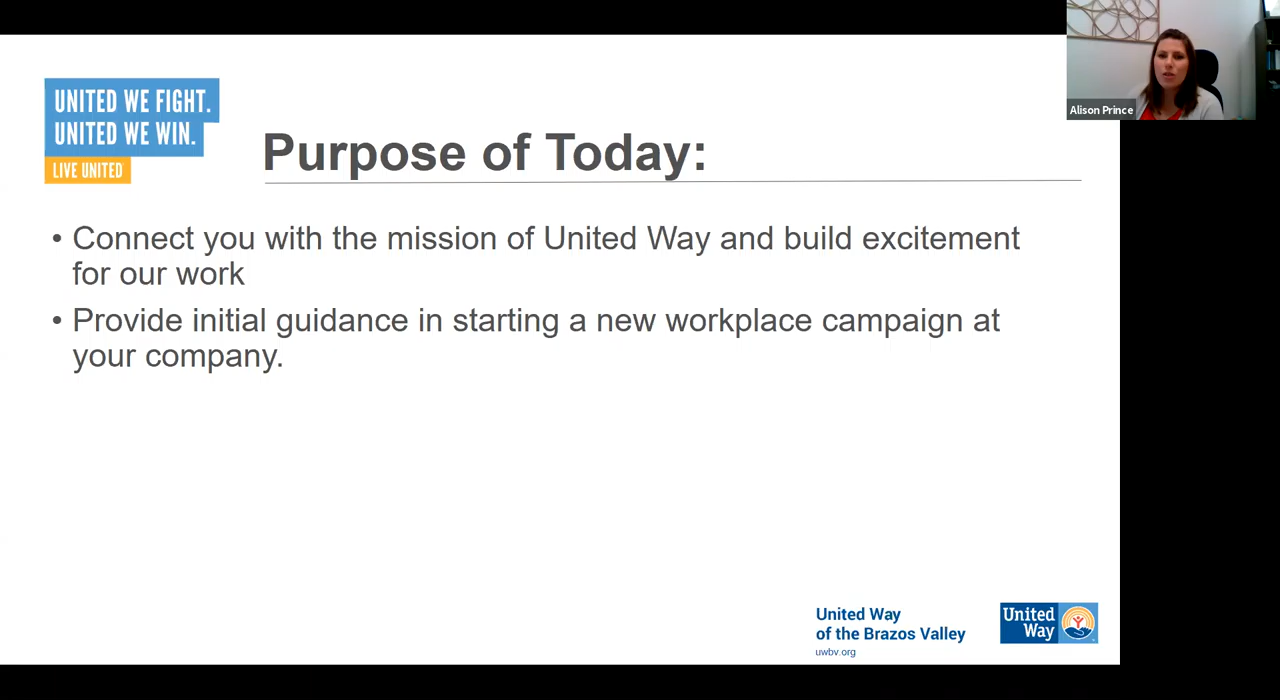 UNITED WE FIGHT.
UNITED WE WIN.
LIVE UNITED
Purpose of Today:
• Connect you with the mission of United Way and build excitement
for our work
• Provide initial guidance in starting a new workplace campaign at
your company.
United Way
of the Brazos Valley
uwbv.org
United
Way
Alison Prince